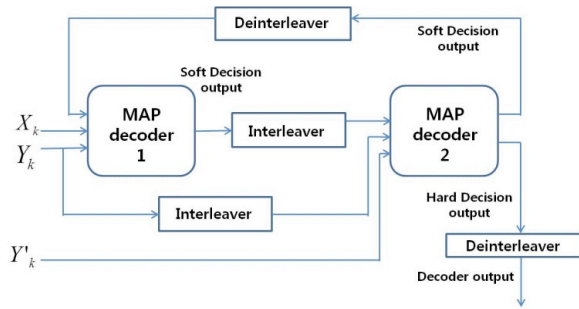 Deinterleaver
Soft Decision
output
Soft Decision
output
MAP
decoder
1
Interleaver
MAP
decoder
2
X_k
Y_k
Interleaver
Hard Decision
output
Y'_k
Deinterleaver
Decoder output